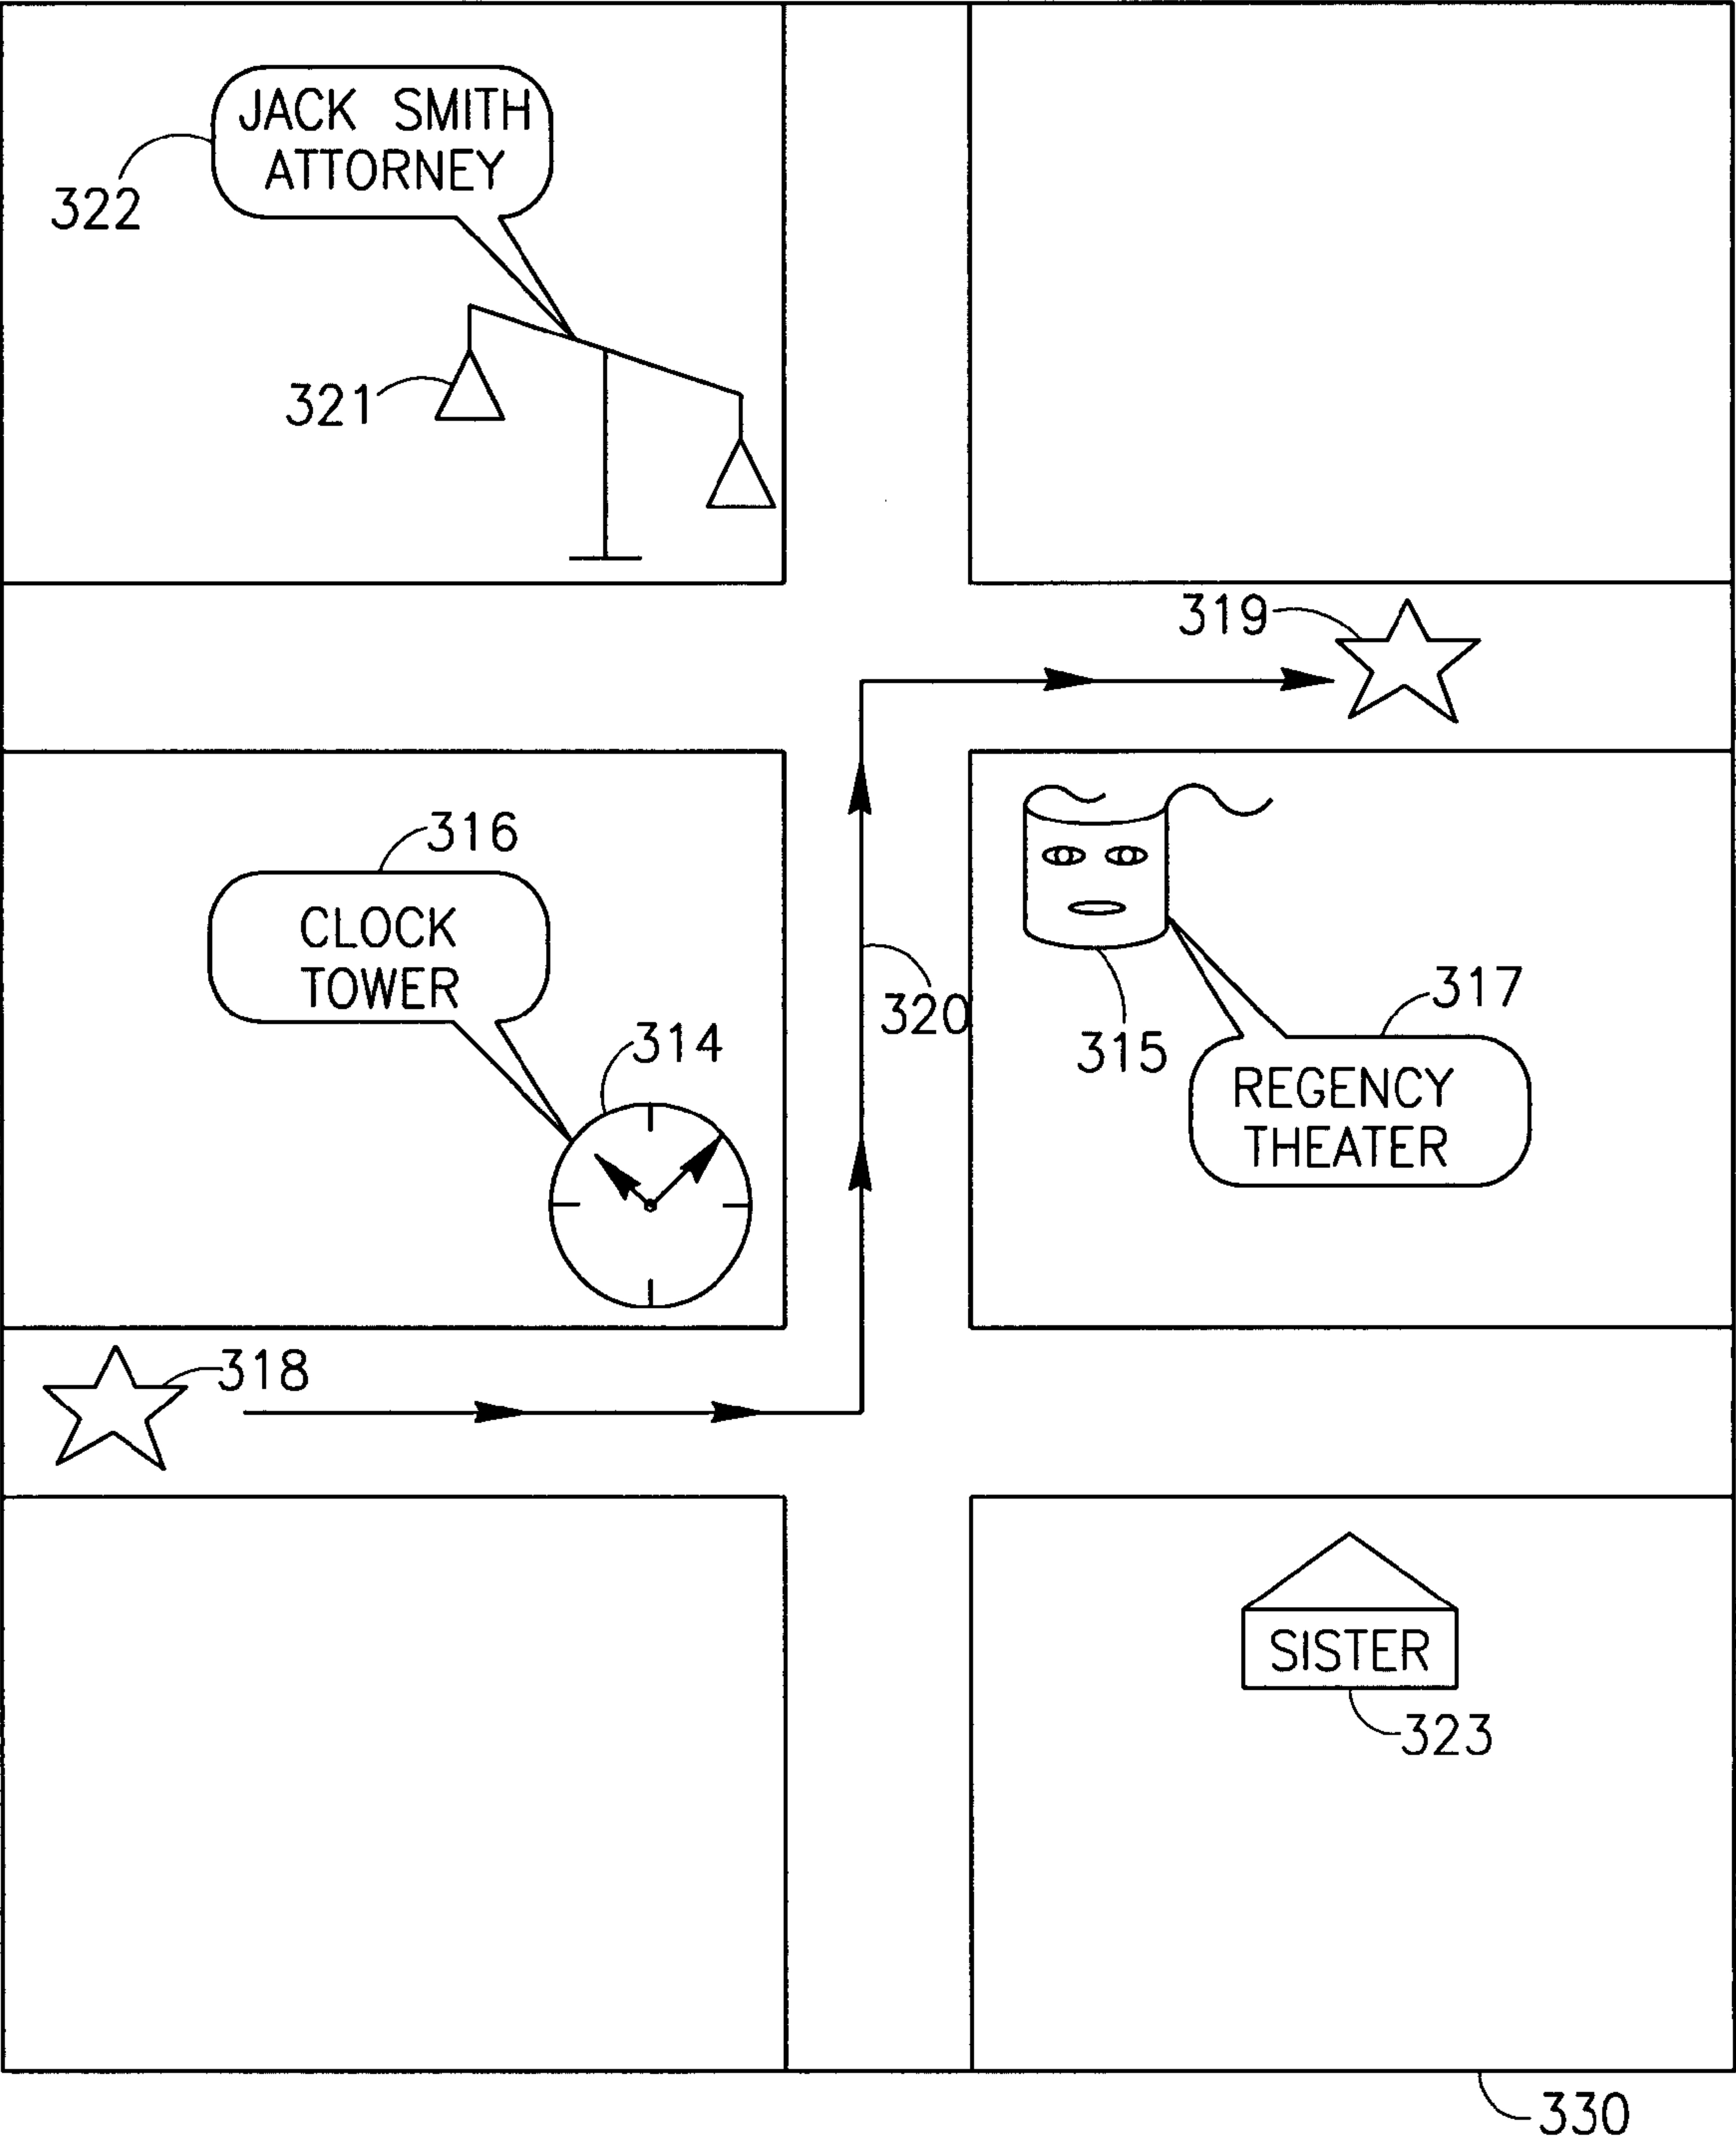 JACK SMITH
ATTORNEY
322
321
319
316
CLOCK
TOWER
314
320
315
317
REGENCY
THEATER
318
SISTER
323
330